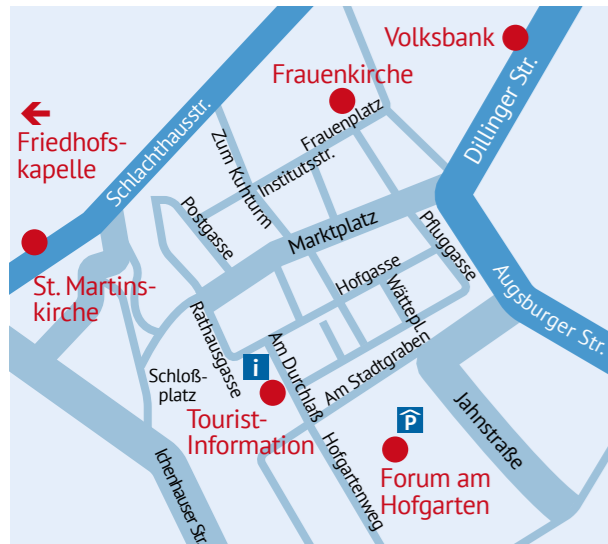 Volksbank
Frauenkirche
Friedhofs-
kapelle
Schlachthausstr.
Dillinger Str.
Frauenplatz
Institutsstr.
Zum Kuhturm
Postgasse
Marktplatz
Pfluggasse
St. Martins-
kirche
Hofgasse
Wättepl.
Augsburger Str.
Rathausgasse
Am Durchlaß
Am Stadtgraben
Schloß-
platz
i
Tourist-
Information
P
Jahnstraße
Forum am
Hofgarten
Hofgartenweg
Ichenhauser Str.